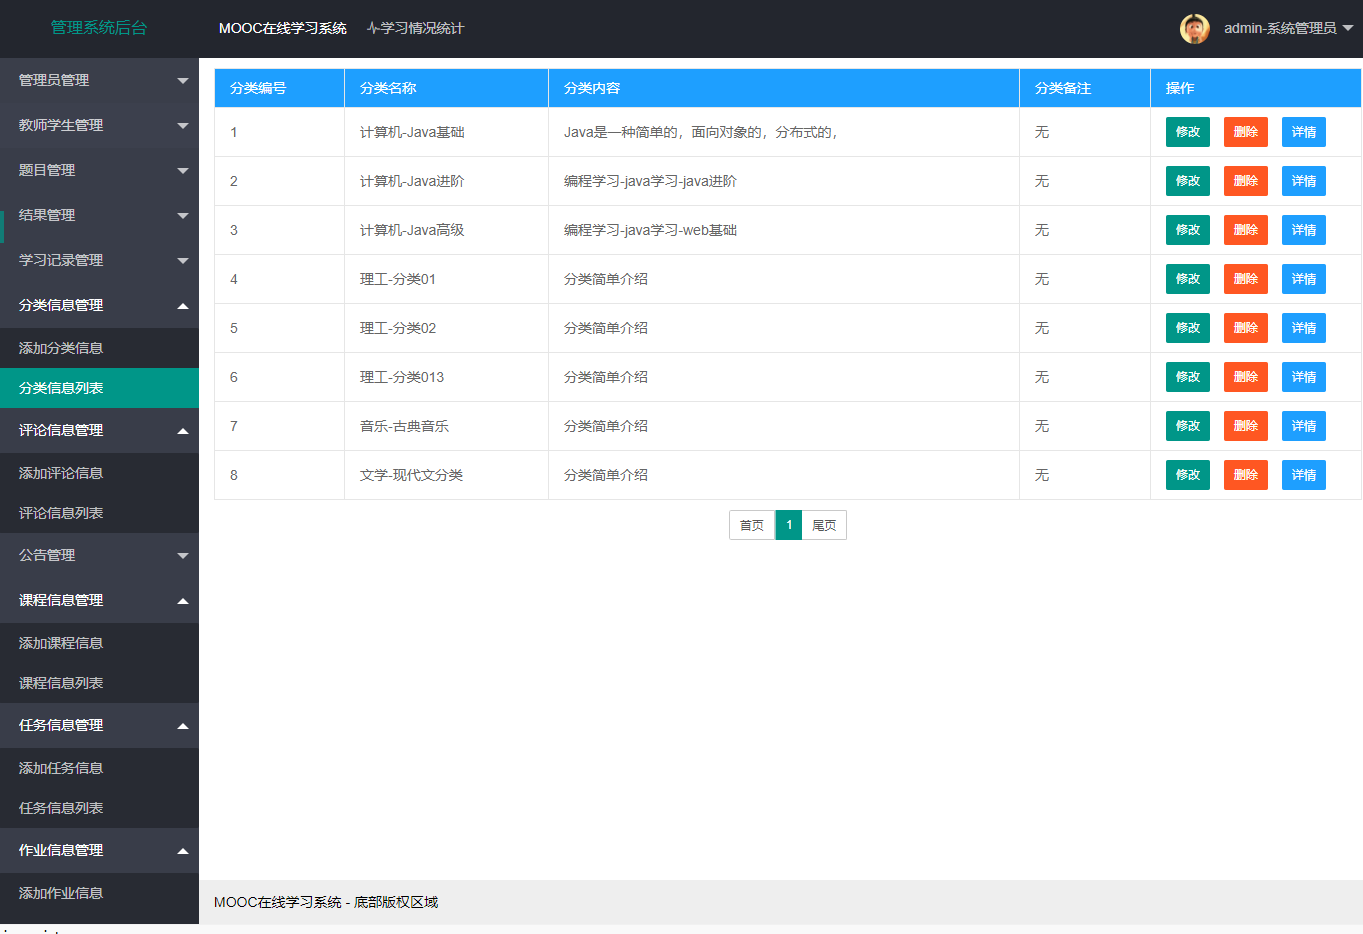 管理系统后台
MOOC在线学习系统 学习情况统计
admin-系统管理员
管理员管理
教师学生管理
题目管理
结果管理
学习记录管理
分类信息管理
添加分类信息
分类信息列表
评论信息管理
添加评论信息
评论信息列表
公告管理
课程信息管理
添加课程信息
课程信息列表
任务信息管理
添加任务信息
任务信息列表
作业信息管理
添加作业信息
分类编号 分类名称 分类内容 分类备注 操作
1 计算机-Java基础 Java是一种简单的，面向对象的，分布式的， 无 修改 删除 详情
2 计算机-Java进阶 编程学习-java学习-java进阶 无 修改 删除 详情
3 计算机-Java高级 编程学习-java学习-web基础 无 修改 删除 详情
4 理工-分类01 分类简单介绍 无 修改 删除 详情
5 理工-分类02 分类简单介绍 无 修改 删除 详情
6 理工-分类013 分类简单介绍 无 修改 删除 详情
7 音乐-古典音乐 分类简单介绍 无 修改 删除 详情
8 文学-现代文分类 分类简单介绍 无 修改 删除 详情
首页 1 尾页
MOOC在线学习系统 - 底部版权区域